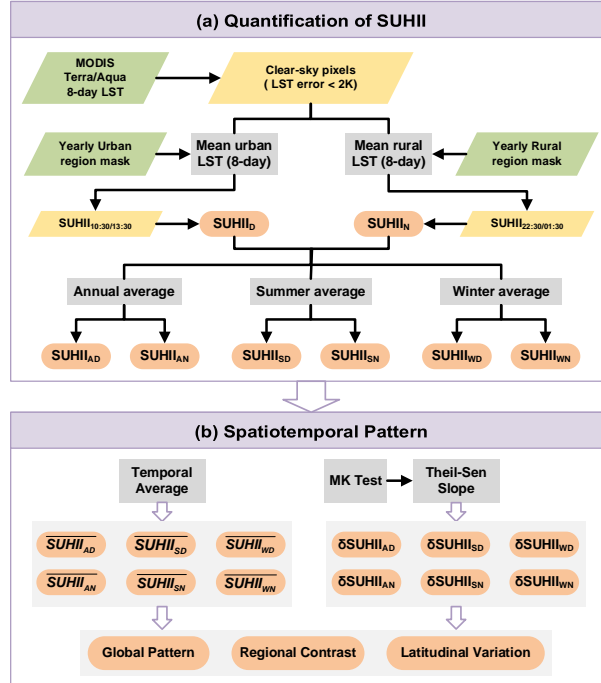 (a) Quantification of SUHII
MODIS
Terra/Aqua
8-day LST
Clear-sky pixels
( LST error < 2K)
Yearly Urban
region mask
Mean urban
LST (8-day)
Mean rural
LST (8-day)
Yearly Rural
region mask
SUHII10:30/13:30
SUHIID
SUHIIN
SUHII22:30/01:30
Annual average
Summer average
Winter average
SUHIIAD
SUHIIAN
SUHIISD
SUHIISN
SUHIIWD
SUHIIWN
(b) Spatiotemporal Pattern
Temporal
Average
MK Test
Theil-Sen
Slope
SUHIIAD
SUHIISD
SUHIIWD
SUHIIAN
SUHIISN
SUHIIWN
δSUHIIAD
δSUHIISD
δSUHIIWD
δSUHIIAN
δSUHIISN
δSUHIIWN
Global Pattern
Regional Contrast
Latitudinal Variation